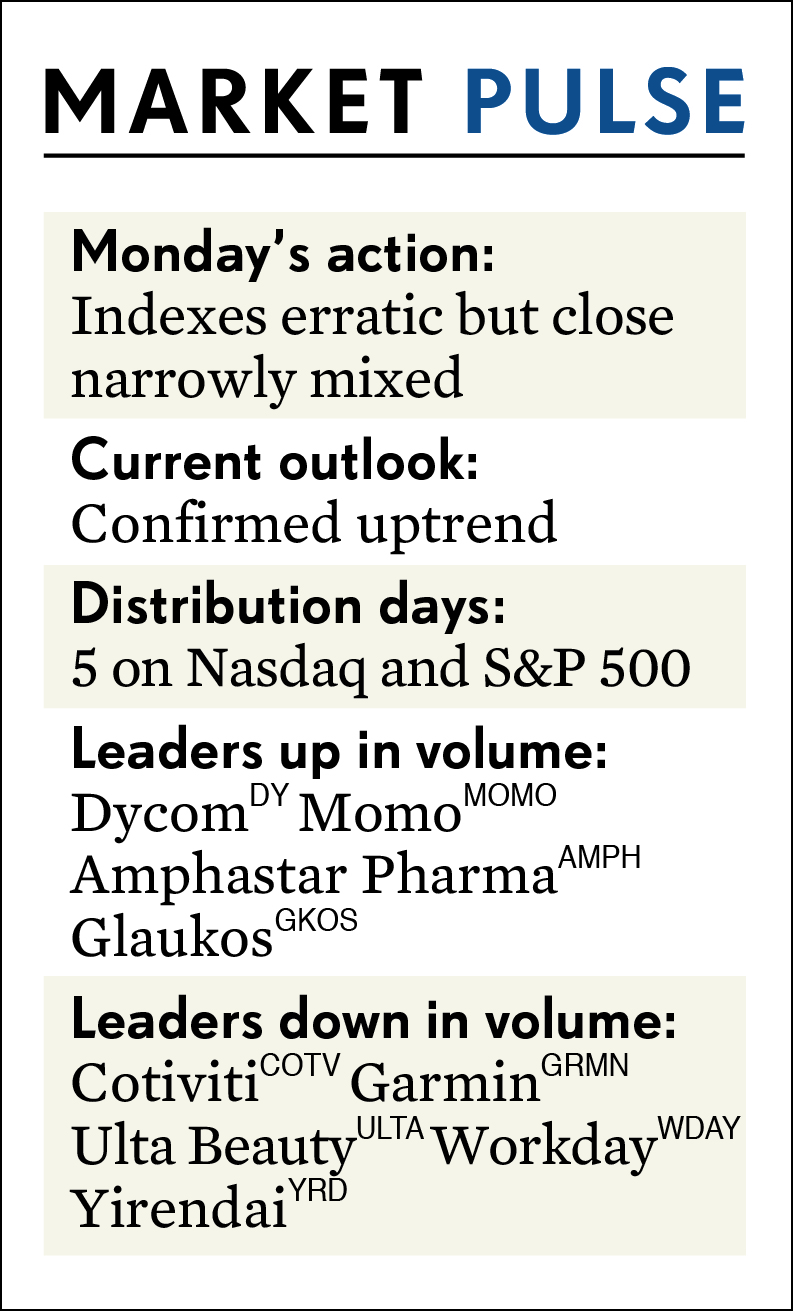 MARKET PULSE
Monday’s action:
Indexes erratic but close
narrowly mixed
Current outlook:
Confirmed uptrend
Distribution days:
5 on Nasdaq and S&P 500
Leaders up in volume:
Dycom DY Momo MOMO
Amphastar Pharma AMPH
Glaukos GKOS
Leaders down in volume:
Cotiviti COTV Garmin GRMN
Ulta Beauty ULTA Workday WDAY
Yirendai YRD